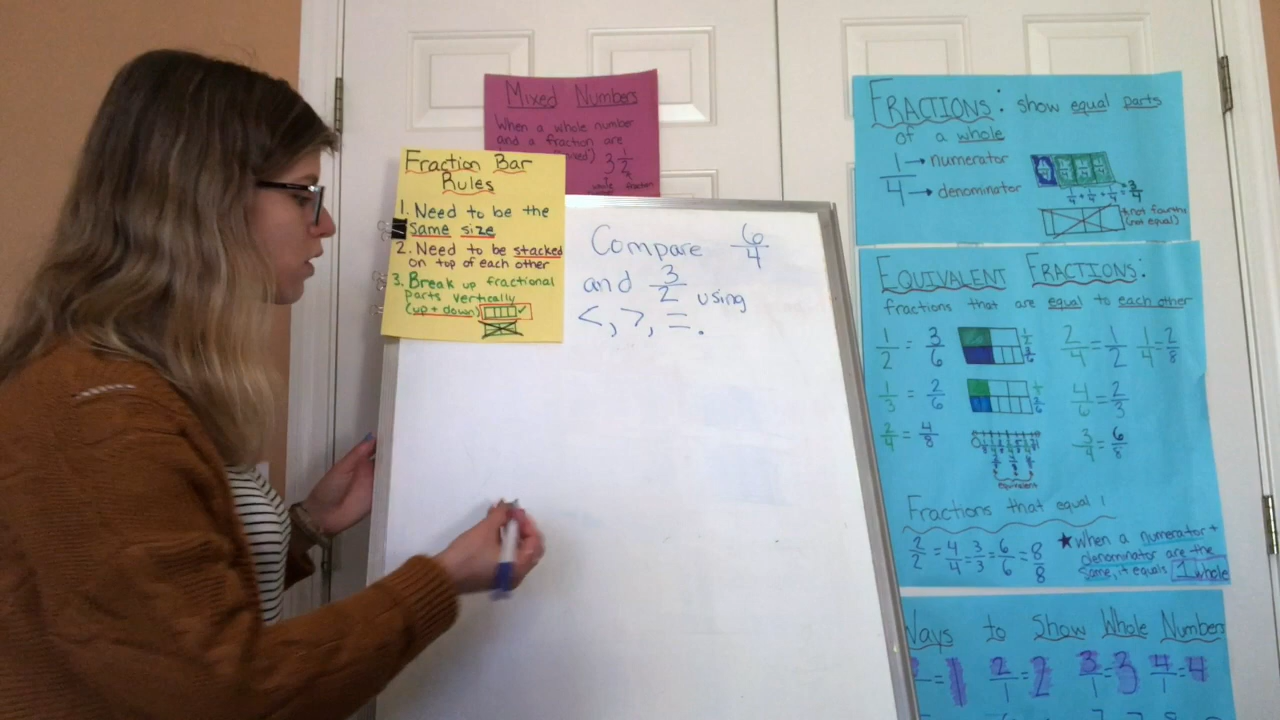 Mixed Numbers
When a whole number
and a fraction are
3 1/2
whole fraction
Fraction Bar
Rules
1. Need to be the
same size
2. Need to be stacked
on top of each other
3. Break up fractional
parts vertically
(up + down)
Compare 6/4
and 3/2 using
<, >, =.
FRACTIONS: show equal parts
of a whole
1 → numerator
4 → denominator
1/4 + 1/4 + 1/4 = 3/4
not fourths
(not equal)
EQUIVALENT FRACTIONS:
fractions that are equal to each other
1/2 = 3/6 2/4 = 1/2 1/4 = 2/8
1/3 = 2/6 4/6 = 2/3
2/4 = 4/8 3/4 = 6/8
equivalent
Fractions that equal 1
2/2 = 4/4 = 3/3 = 6/6 = 8/8
★ When a numerator +
denominator are the
same, it equals 1 whole
Ways to Show Whole Numbers
= 1 2/1 = 2 3/1 = 3 4/1 = 4